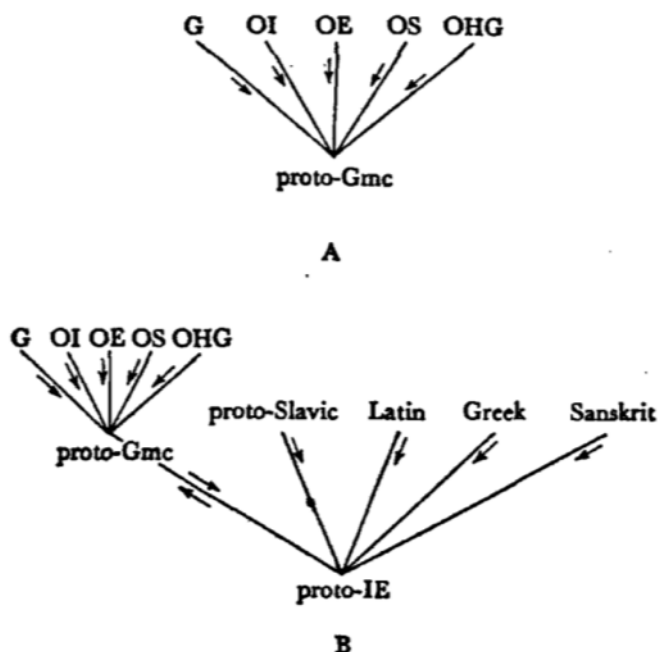 G OI OE OS OHG
proto-Gmc
A
G OI OE OS OHG
proto-Slavic Latin Greek Sanskrit
proto-Gmc
proto-IE
B